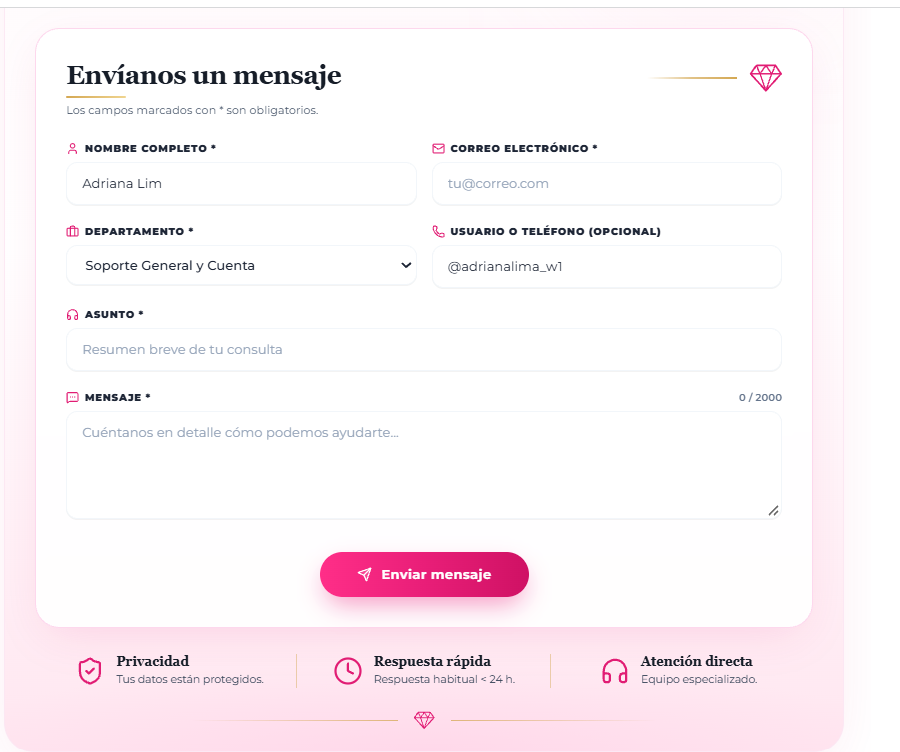 Envíanos un mensaje
Los campos marcados con * son obligatorios.
NOMBRE COMPLETO *
Adriana Lim
CORREO ELECTRÓNICO *
tu@correo.com
DEPARTAMENTO *
Soporte General y Cuenta
USUARIO O TELÉFONO (OPCIONAL)
@adrianalima_w1
ASUNTO *
Resumen breve de tu consulta
MENSAJE *
0 / 2000
Cuéntanos en detalle cómo podemos ayudarte...
Enviar mensaje
Privacidad
Tus datos están protegidos.
Respuesta rápida
Respuesta habitual < 24 h.
Atención directa
Equipo especializado.